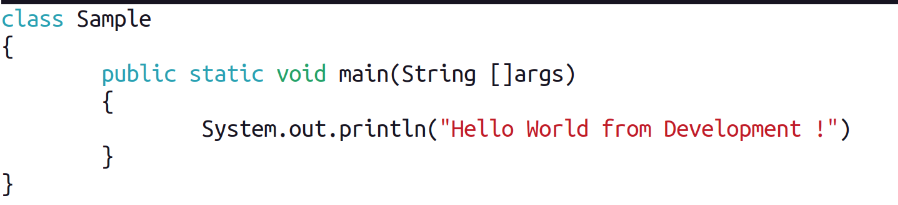 class Sample
{
        public static void main(String []args)
        {
                System.out.println("Hello World from Development !")
        }
}